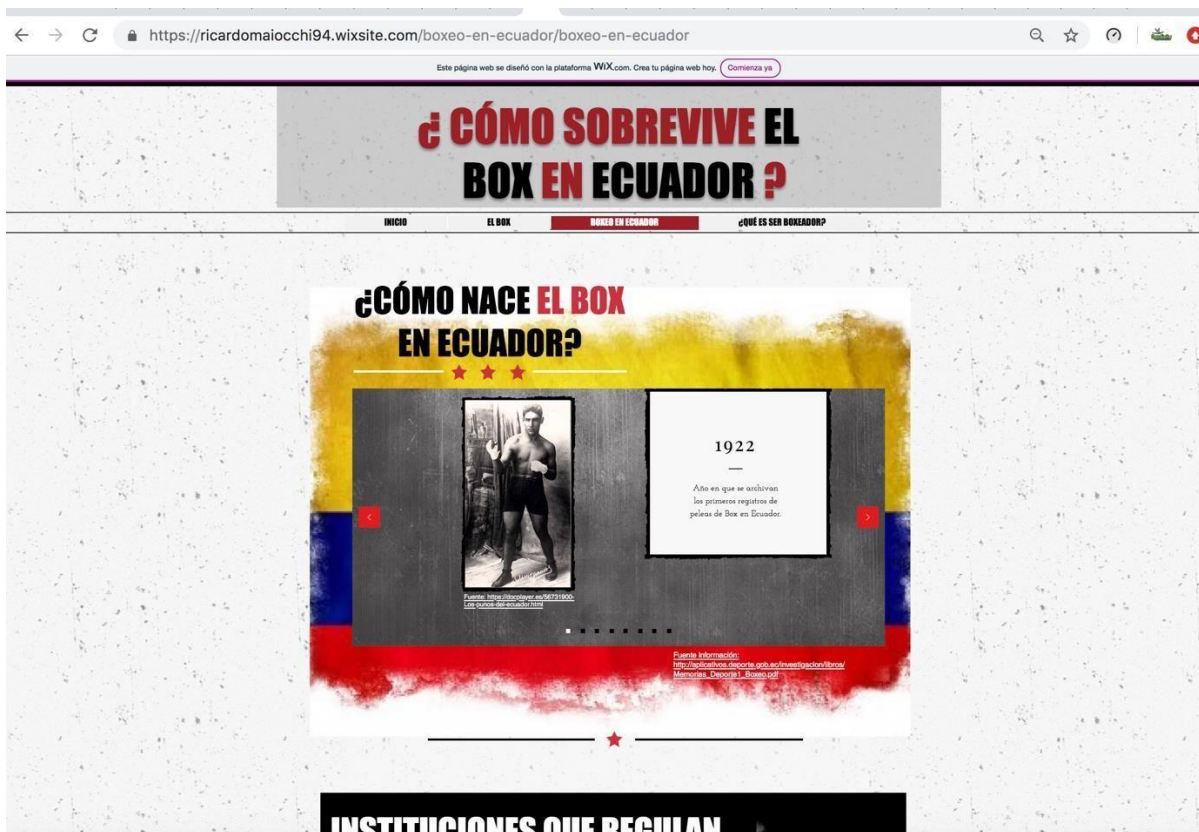 https://ricardomaiocchi94.wixsite.com/boxeo-en-ecuador/boxeo-en-ecuador
Este página web se diseñó con la plataforma WiX.com. Crea tu página web hoy. Comienza ya
¿ CÓMO SOBREVIVE EL
BOX EN ECUADOR ?
INICIO EL BOX BOXEO EN ECUADOR ¿QUÉ ES SER BOXEADOR?
¿CÓMO NACE EL BOX
EN ECUADOR?
1922
Año en que se archivan
los primeros registros de
peleas de Box en Ecuador.
Fuente: https://docplayer.es/56731900-
Los-punos-del-ecuador.html
Fuente información:
http://aplicativos.deporte.gob.ec/investigacion/libros/
Memorias_Deporte1_Boxeo.pdf
INSTITUCIONES QUE REGULAN